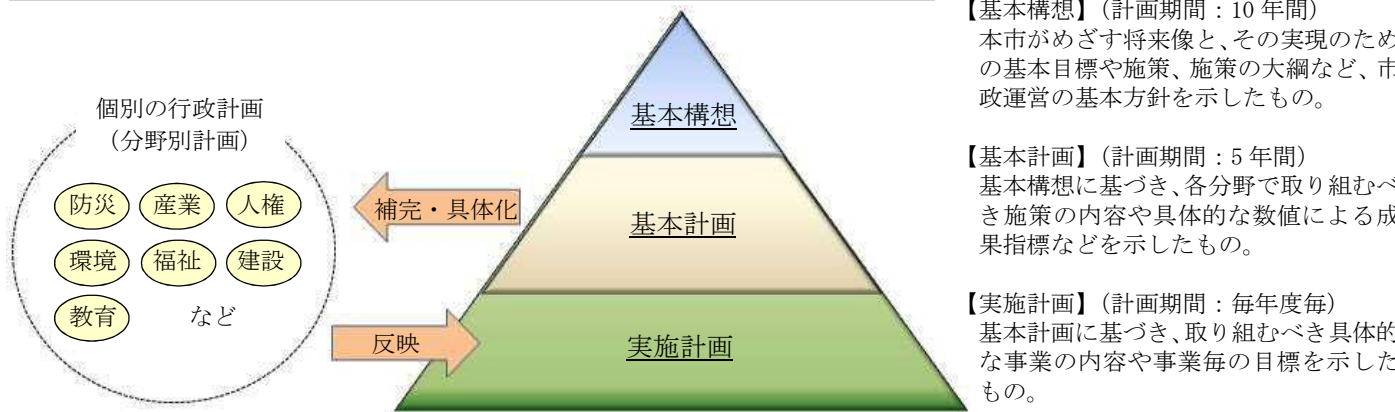 個別の行政計画
（分野別計画）
防災 産業 人権
環境 福祉 建設
教育 など
補完・具体化
反映
基本構想
基本計画
実施計画
【基本構想】（計画期間：10 年間）
本市がめざす将来像と、その実現のため
の基本目標や施策、施策の大綱など、市
政運営の基本方針を示したもの。
【基本計画】（計画期間：5 年間）
基本構想に基づき、各分野で取り組むべ
き施策の内容や具体的な数値による成
果指標などを示したもの。
【実施計画】（計画期間：毎年度毎）
基本計画に基づき、取り組むべき具体的
な事業の内容や事業毎の目標を示した
もの。